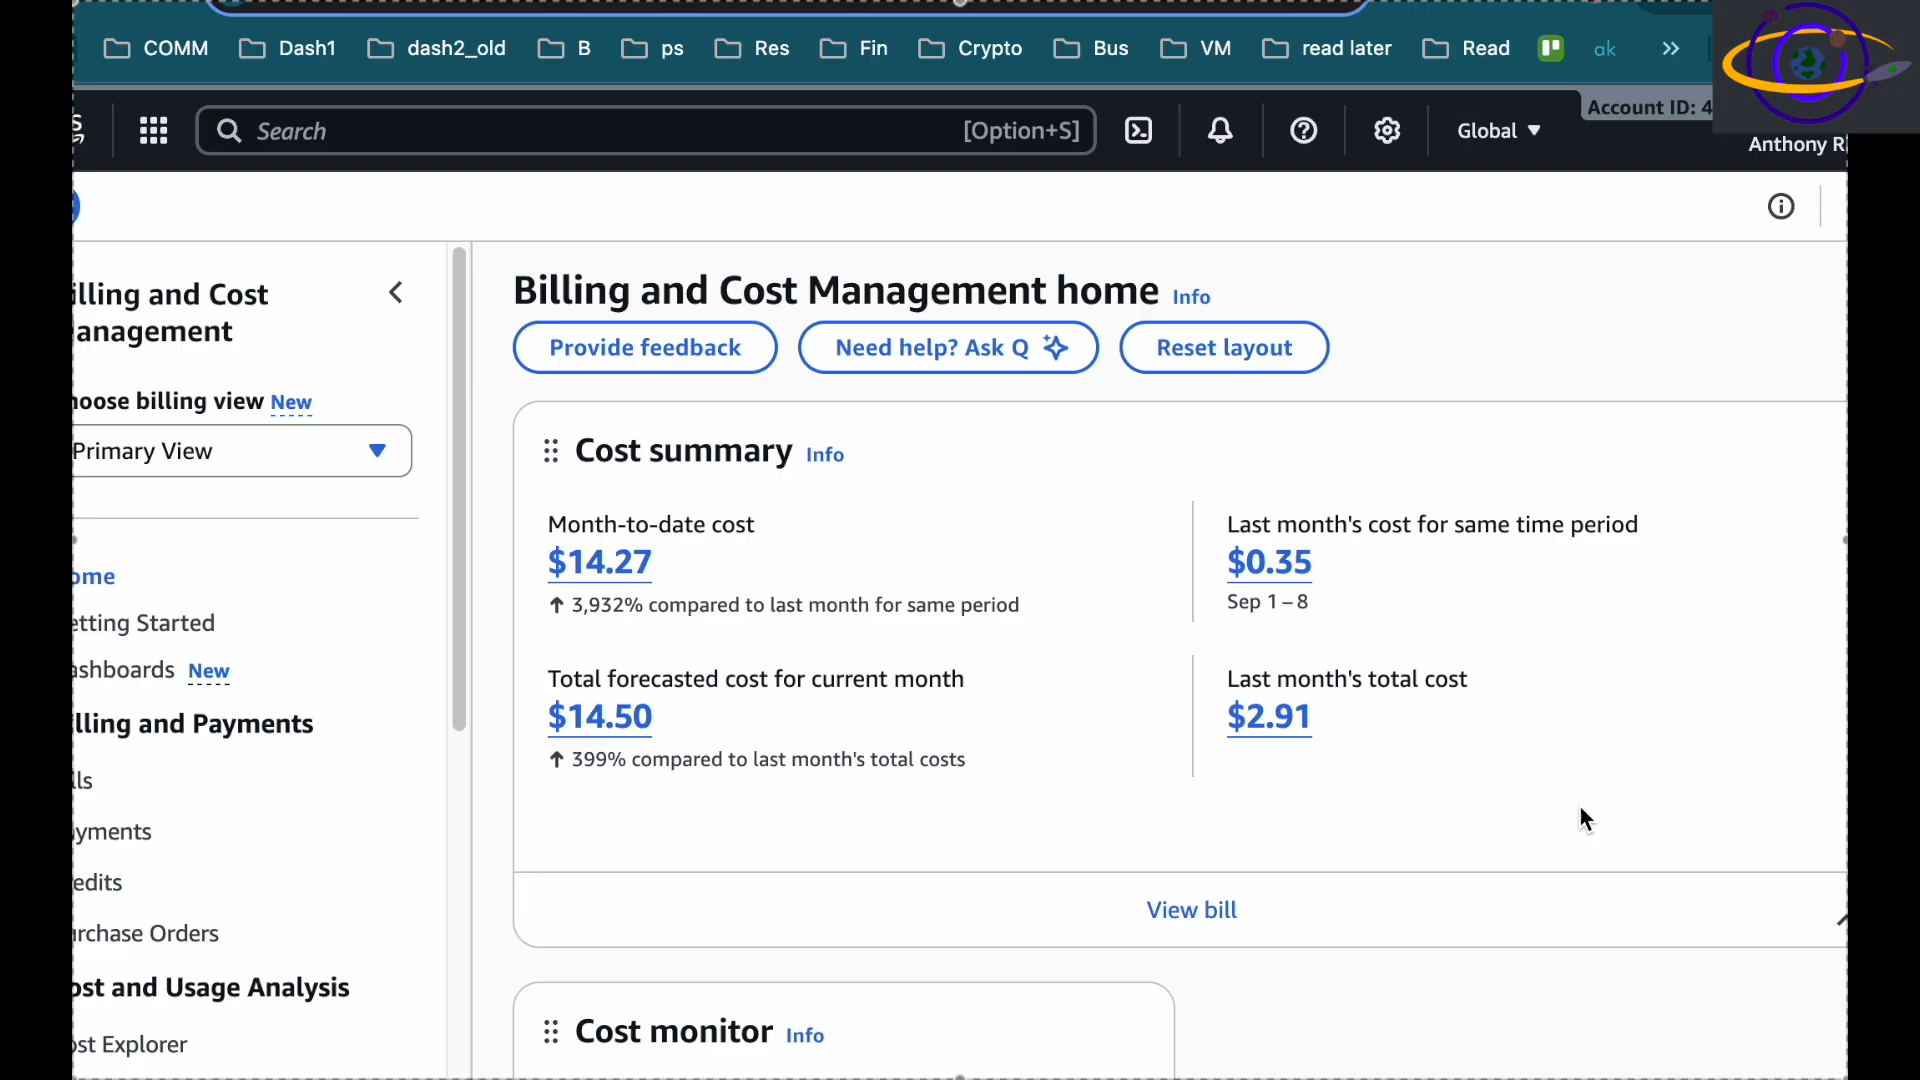 COMM Dash1 dash2_old B ps Res Fin Crypto Bus VM read later Read ak »
Search [Option+S] Global Account ID: 4
Anthony R
illing and Cost
anagement
hoose billing view New
Primary View
ome
etting Started
ashboards New
lling and Payments
lls
yments
edits
rchase Orders
ost and Usage Analysis
ost Explorer
Billing and Cost Management home Info
Provide feedback Need help? Ask Q Reset layout
Cost summary Info
Month-to-date cost
$14.27
↑ 3,932% compared to last month for same period
Last month's cost for same time period
$0.35
Sep 1 – 8
Total forecasted cost for current month
$14.50
↑ 399% compared to last month's total costs
Last month's total cost
$2.91
View bill
Cost monitor Info